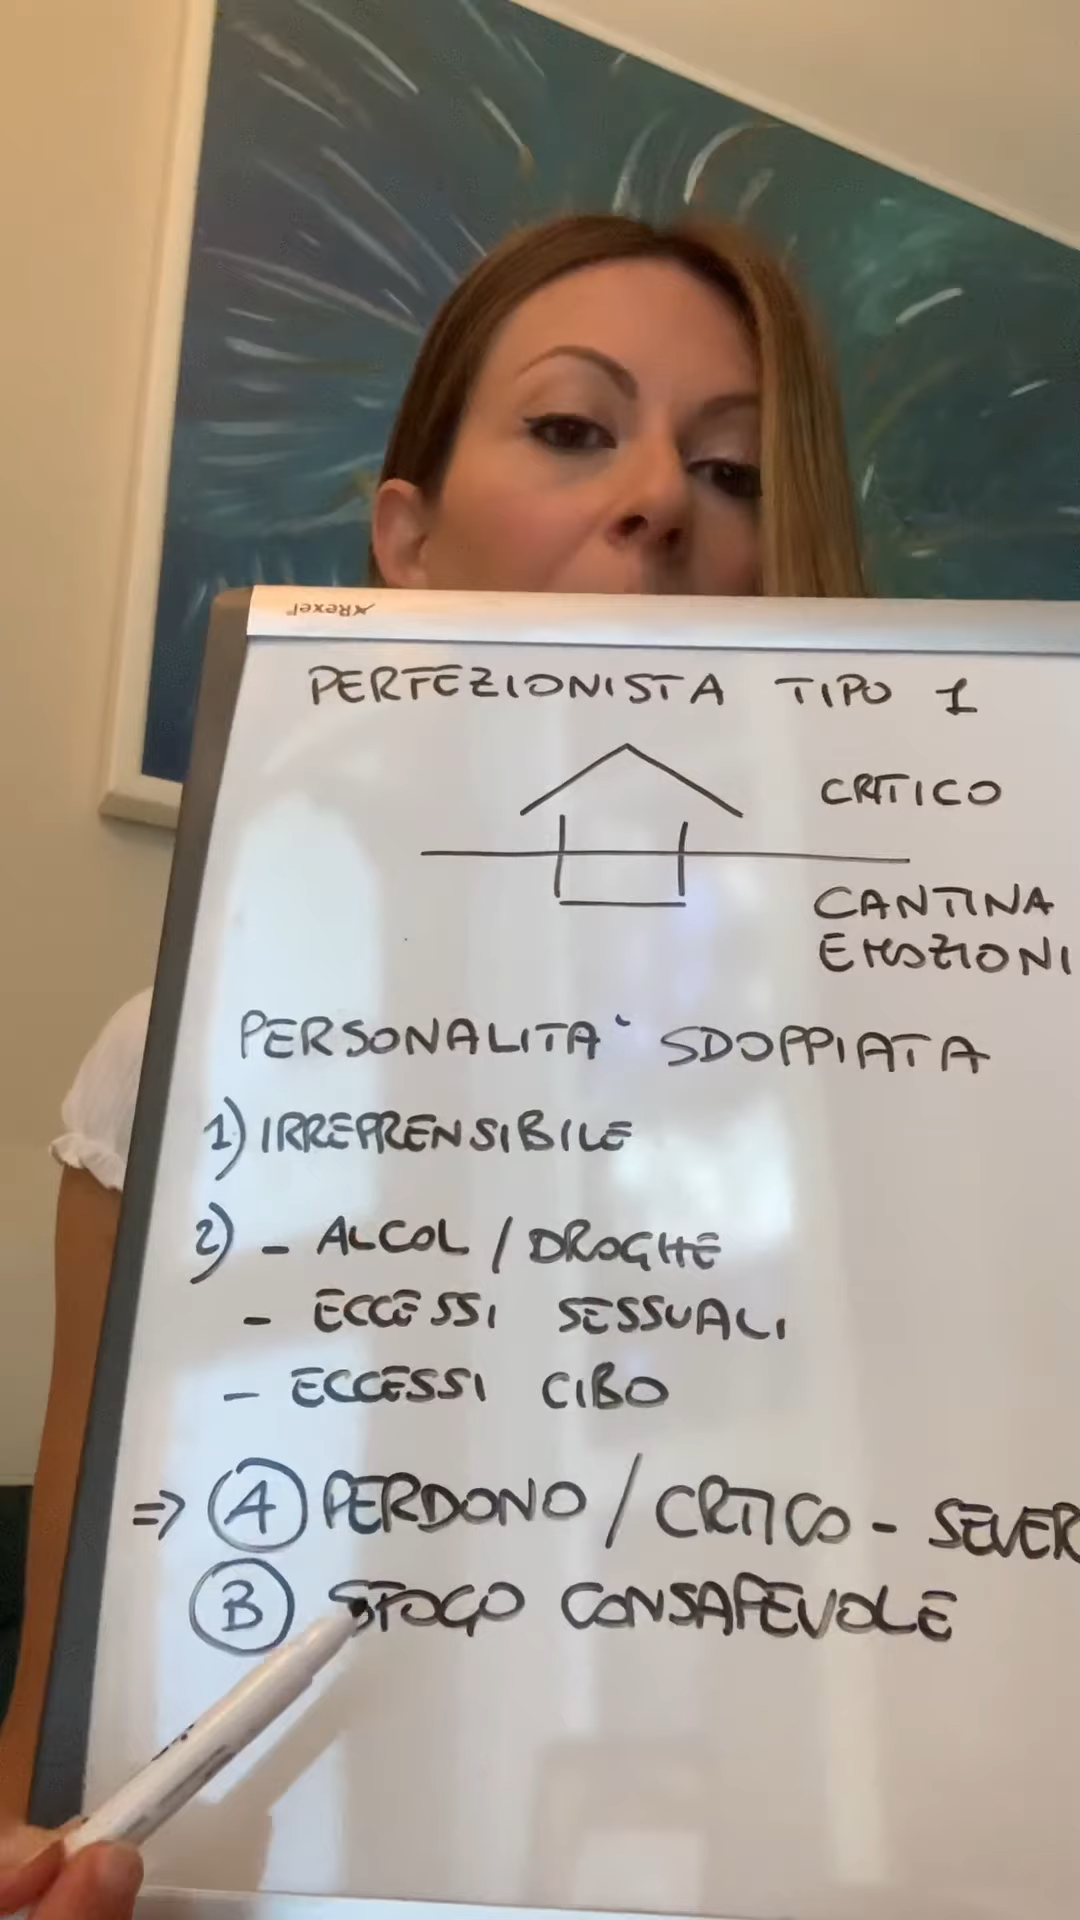 Rexel
PERFEZIONISTA TIPO 1
CRITICO
CANTINA
EMOZIONI
PERSONALITA' SDOPPIATA
1) IRREPRENSIBILE
2) - ALCOL / DROGHE
- ECCESSI SESSUALI
- ECCESSI CIBO
=> A PERDONO / CRITICO - SEVER
B SFOGO CONSAPEVOLE